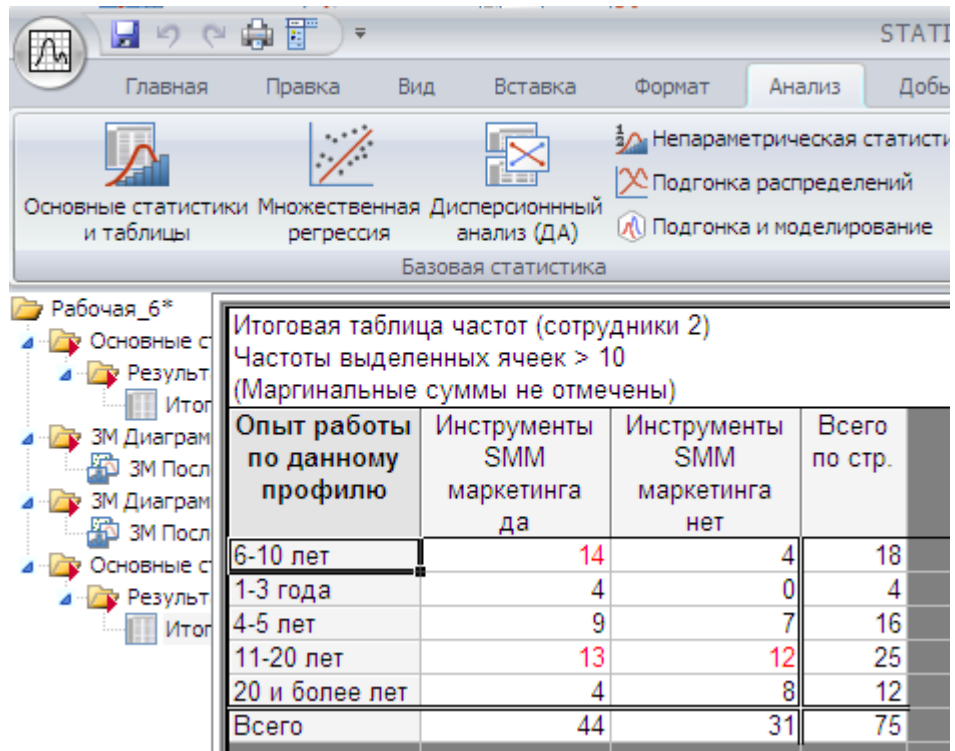 STATI
Главная Правка Вид Вставка Формат Анализ Добы
Основные статистики и таблицы
Множественная регрессия
Дисперсионнный анализ (ДА)
Непараметрическая статисти
Подгонка распределений
Подгонка и моделирование
Базовая статистика
Рабочая_6*
Основные с
Результ
Итог
3М Диаграм
3М Посл
3М Диаграм
3М Посл
Основные с
Результ
Итог
Итоговая таблица частот (сотрудники 2)
Частоты выделенных ячеек > 10
(Маргинальные суммы не отмечены)
Опыт работы по данному профилю Инструменты SMM маркетинга да Инструменты SMM маркетинга нет Всего по стр.
6-10 лет 14 4 18
1-3 года 4 0 4
4-5 лет 9 7 16
11-20 лет 13 12 25
20 и более лет 4 8 12
Всего 44 31 75